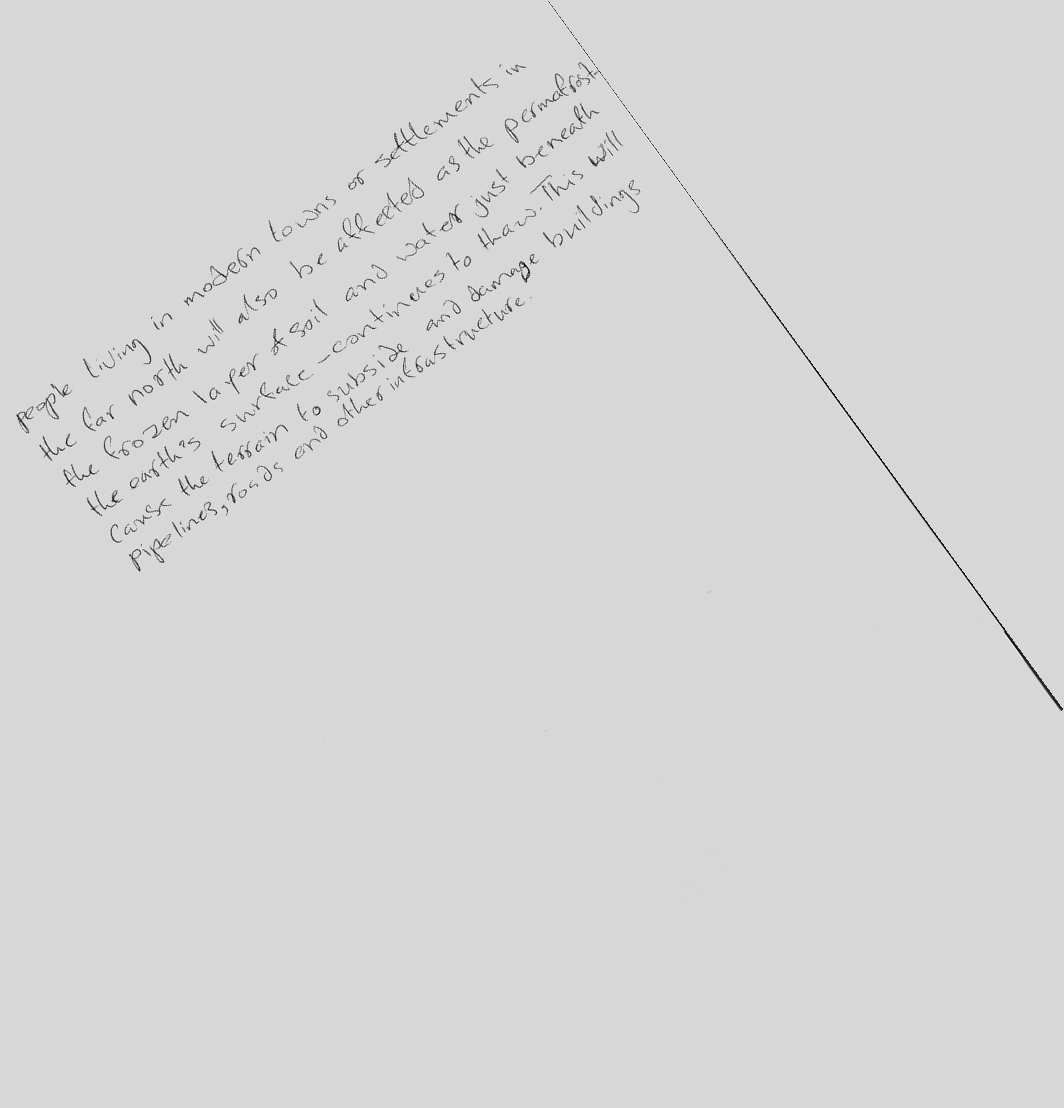 people living in modern towns or settlements in
the far north will also be affected as the permafrost-
the frozen layer of soil and water just beneath
the earth's surface - continues to thaw. This will
cause the terrain to subside and damage buildings
pipelines, roads and other infrastructure.